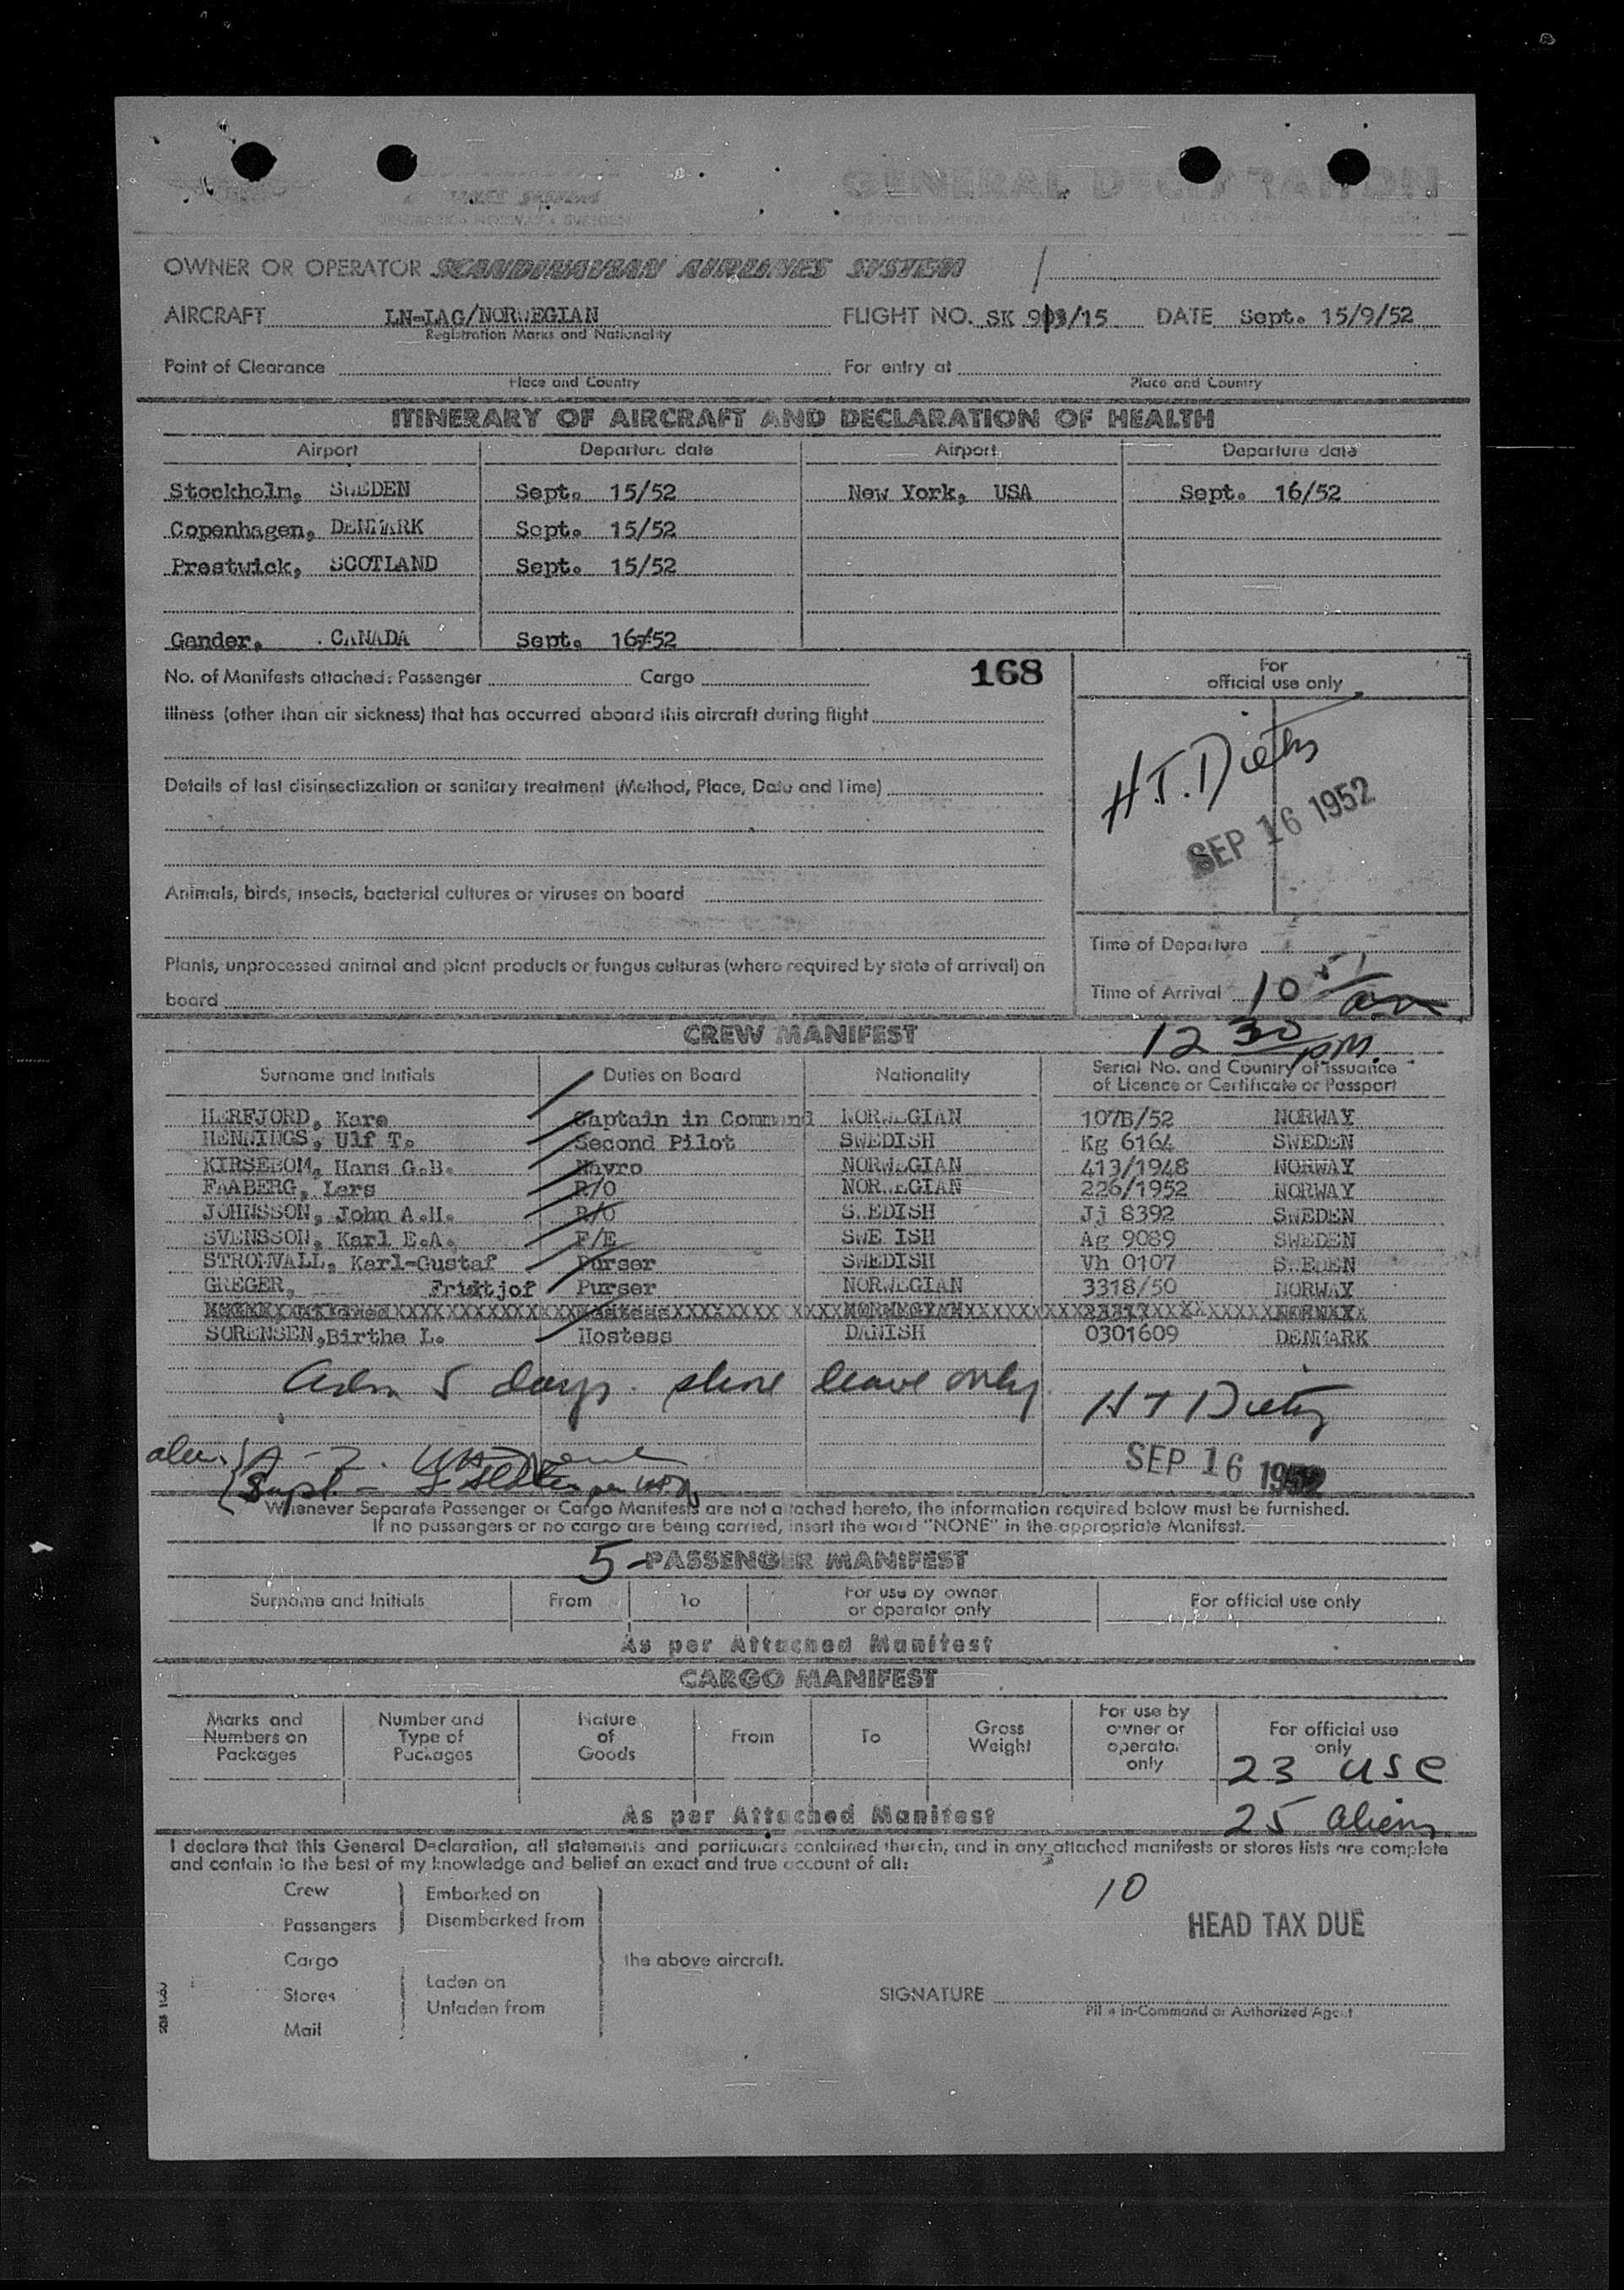 GENERAL DECLARATION
OWNER OR OPERATOR SCANDINAVIAN AIRLINES SYSTEM
AIRCRAFT LN-LAG/NORWEGIAN FLIGHT NO. SK 903/15 DATE Sept. 15/9/52
Registration Marks and Nationality
Point of Clearance For entry at
Place and Country Place and Country
ITINERARY OF AIRCRAFT AND DECLARATION OF HEALTH
Airport Departure date Airport Departure date
Stockholm, SWEDEN Sept. 15/52 New York, USA Sept. 16/52
Copenhagen, DENMARK Sept. 15/52
Prestwick, SCOTLAND Sept. 15/52
Gander, CANADA Sept. 16/52
No. of Manifests attached: Passenger Cargo 168
For
official use only
Illness (other than air sickness) that has occurred aboard this aircraft during flight
H.T. Dietz
SEP 16 1952
Details of last disinsectization or sanitary treatment (Method, Place, Date and Time)
Animals, birds, insects, bacterial cultures or viruses on board
Time of Departure
Plants, unprocessed animal and plant products or fungus cultures (where required by state of arrival) on
board
Time of Arrival 10 51 am
12 30 pm.
CREW MANIFEST
Surname and Initials Duties on Board Nationality Serial No. and Country of issuance
of Licence or Certificate or Passport
HERFJORD, Kare Captain in Command NORWEGIAN 107B/52 NORWAY
HENNINGS, Ulf T. Second Pilot SWEDISH Kg 6164 SWEDEN
KIRSEBOM, Hans G.B. Navro NORWEGIAN 413/1948 NORWAY
FAABERG, Lars R/O NORWEGIAN 226/1952 NORWAY
JOHNSSON, John A.H. R/O SWEDISH Jj 8392 SWEDEN
SVENSSON, Karl E.A. F/E SWE ISH Ag 9089 SWEDEN
STROMVALL, Karl-Gustaf Purser SWEDISH Vh 0107 SWEDEN
GREGER, Fridtjof Purser NORWEGIAN 3318/50 NORWAY
SORENSEN,Birthe L. Hostess DANISH 0301609 DENMARK
Adm 5 days. shore leave only.
HT Dietz
SEP 16 1952
Whenever Separate Passenger or Cargo Manifests are not attached hereto, the information required below must be furnished.
If no passengers or no cargo are being carried, insert the word "NONE" in the appropriate Manifest.
5 PASSENGER MANIFEST
Surname and Initials From To For use by owner
or operator only For official use only
As per Attached Manifest
CARGO MANIFEST
Marks and
Numbers on
Packages Number and
Type of
Packages Nature
of
Goods From To Gross
Weight For use by
owner or
operator
only For official use
only
23 USC
As per Attached Manifest
25 aliens
I declare that this General Declaration, all statements and particulars contained therein, and in any attached manifests or stores lists are complete
and contain to the best of my knowledge and belief an exact and true account of all:
Crew Embarked on 10
Passengers Disembarked from HEAD TAX DUE
Cargo the above aircraft.
Laden on
Stores SIGNATURE
Unladen from Pilot in-Command or Authorized Agent
Mail